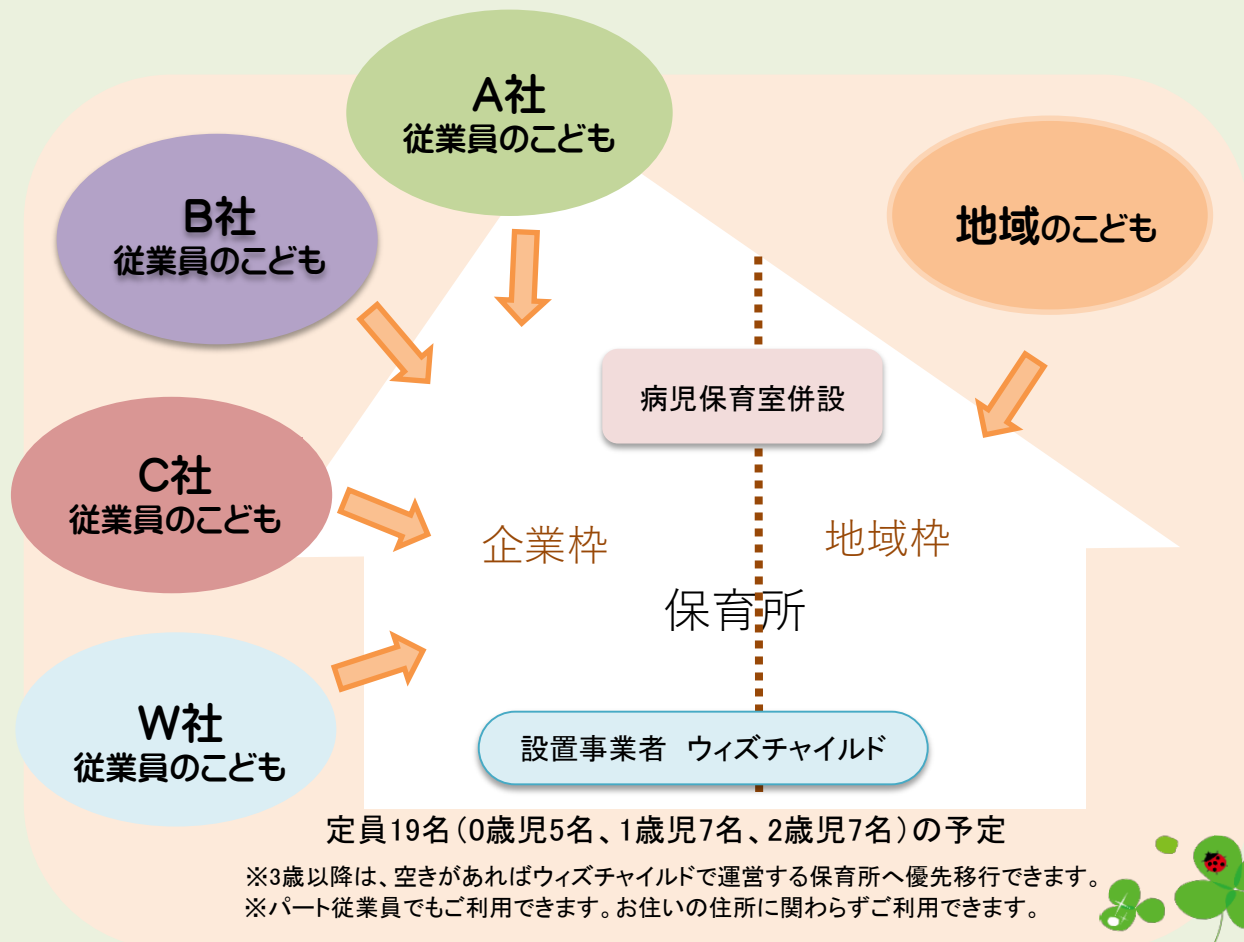 A社
従業員のこども
B社
従業員のこども
地域のこども
病児保育室併設
C社
従業員のこども
企業枠
地域枠
保育所
W社
従業員のこども
設置事業者 ウィズチャイルド
定員19名(0歳児5名、1歳児7名、2歳児7名)の予定
※3歳以降は、空きがあればウィズチャイルドで運営する保育所へ優先移行できます。
※パート従業員でもご利用できます。お住いの住所に関わらずご利用できます。